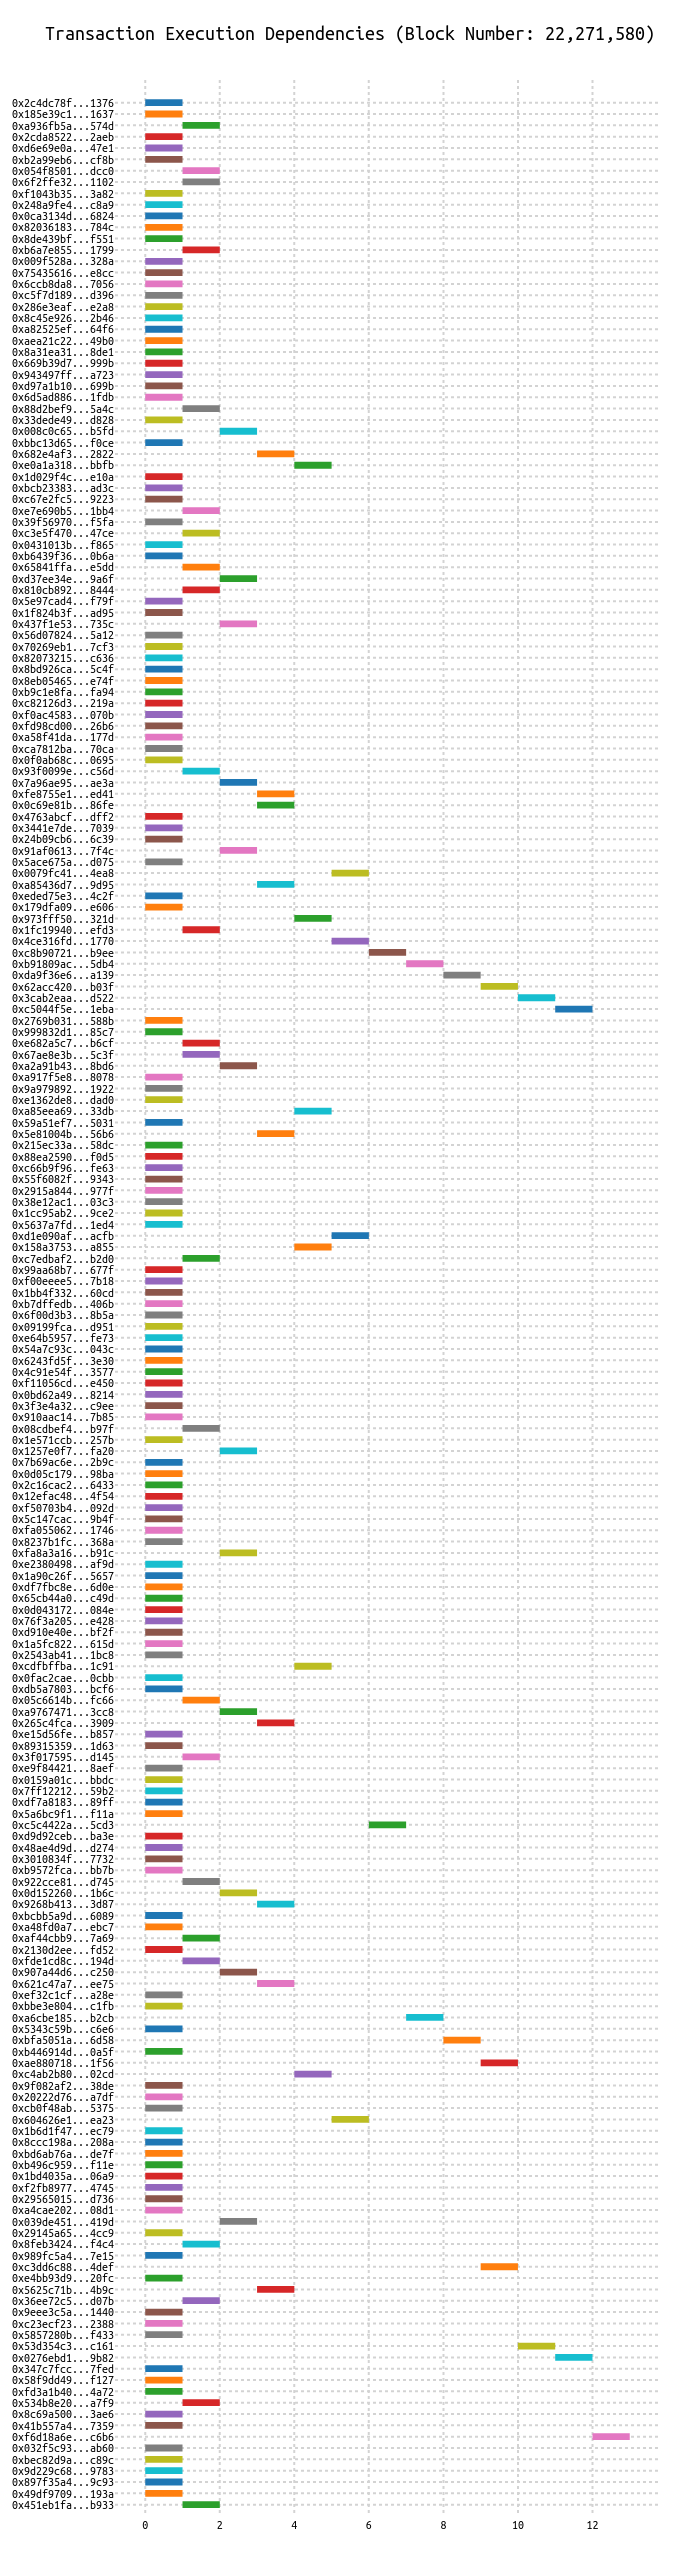 Transaction Execution Dependencies (Block Number: 22,271,580)
0x2c4dc78f...1376
0x185e39c1...1637
0xa936fb5a...574d
0x2cda8522...2aeb
0xd6e69e0a...47e1
0xb2a99eb6...cf8b
0x054f8501...dcc0
0x6f2ffe32...1102
0xf1043b35...3a82
0x248a9fe4...c8a9
0x0ca3134d...6824
0x82036183...784c
0x8de439bf...f551
0xb6a7e855...1799
0x009f528a...328a
0x75435616...e8cc
0x6ccb8da8...7056
0xc5f7d189...d396
0x286e3eaf...e2a8
0x8c45e926...2b46
0xa82525ef...64f6
0xaea21c22...49b0
0x8a31ea31...8de1
0x669b39d7...999b
0x943497ff...a723
0xd97a1b10...699b
0x6d5ad886...1fdb
0x88d2bef9...5a4c
0x33dede49...d828
0x008c0c65...b5fd
0xbbc13d65...f0ce
0x682e4af3...2822
0xe0a1a318...bbfb
0x1d029f4c...e10a
0xbcb23383...ad3c
0xc67e2fc5...9223
0xe7e690b5...1bb4
0x39f56970...f5fa
0xc3e5f470...47ce
0x0431013b...f865
0xb6439f36...0b6a
0x65841ffa...e5dd
0xd37ee34e...9a6f
0x810cb892...8444
0x5e97cad4...f79f
0x1f824b3f...ad95
0x437f1e53...735c
0x56d07824...5a12
0x70269eb1...7cf3
0x82073215...c636
0x8bd926ca...5c4f
0x8eb05465...e74f
0xb9c1e8fa...fa94
0xc82126d3...219a
0xf0ac4583...070b
0xfd98cd00...26b6
0xa58f41da...177d
0xca7812ba...70ca
0x0f0ab68c...0695
0x93f0099e...c56d
0x7a96ae95...ae3a
0xfe8755e1...ed41
0x0c69e81b...86fe
0x4763abcf...dff2
0x3441e7de...7039
0x24b09cb6...6c39
0x91af0613...7f4c
0x5ace675a...d075
0x0079fc41...4ea8
0xa85436d7...9d95
0xeded75e3...4c2f
0x179dfa09...e606
0x973fff50...321d
0x1fc19940...efd3
0x4ce316fd...1770
0xc8b90721...b9ee
0xb91809ac...5db4
0xda9f36e6...a139
0x62acc420...b03f
0x3cab2eaa...d522
0xc5044f5e...1eba
0x2769b031...588b
0x999832d1...85c7
0xe682a5c7...b6cf
0x67ae8e3b...5c3f
0xa2a91b43...8bd6
0xa917f5e8...8078
0x9a979892...1922
0xe1362de8...dad0
0xa85eea69...33db
0x59a51ef7...5031
0x5e81004b...56b6
0x215ec33a...58dc
0x88ea2590...f0d5
0xc66b9f96...fe63
0x55f6082f...9343
0x2915a844...977f
0x38e12ac1...03c3
0x1cc95ab2...9ce2
0x5637a7fd...1ed4
0xd1e090af...acfb
0x158a3753...a855
0xc7edbaf2...b2d0
0x99aa68b7...677f
0xf00eeee5...7b18
0x1bb4f332...60cd
0xb7dffedb...406b
0x6f00d3b3...8b5a
0x09199fca...d951
0xe64b5957...fe73
0x54a7c93c...043c
0x6243fd5f...3e30
0x4c91e54f...3577
0xf11056cd...e450
0x0bd62a49...8214
0x3f3e4a32...c9ee
0x910aac14...7b85
0x08cdbef4...b97f
0x1e571ccb...257b
0x1257e0f7...fa20
0x7b69ac6e...2b9c
0x0d05c179...98ba
0x2c16cac2...6433
0x12efac48...4f54
0xf50703b4...092d
0x5c147cac...9b4f
0xfa055062...1746
0x8237b1fc...368a
0xfa8a3a16...b91c
0xe2380498...af9d
0x1a90c26f...5657
0xdf7fbc8e...6d0e
0x65cb44a0...c49d
0x0d043172...084e
0x76f3a205...e428
0xd910e40e...bf2f
0x1a5fc822...615d
0x2543ab41...1bc8
0xcdfbffba...1c91
0x0fac2cae...0cbb
0xdb5a7803...bcf6
0x05c6614b...fc66
0xa9767471...3cc8
0x265c4fca...3909
0xe15d56fe...b857
0x89315359...1d63
0x3f017595...d145
0xe9f84421...8aef
0x0159a01c...bbdc
0x7ff12212...59b2
0xdf7a8183...89ff
0x5a6bc9f1...f11a
0xc5c4422a...5cd3
0xd9d92ceb...ba3e
0x48ae4d9d...d274
0x3010834f...7732
0xb9572fca...bb7b
0x922cce81...d745
0x0d152260...1b6c
0x9268b413...3d87
0xbcbb5a9d...6089
0xa48fd0a7...ebc7
0xaf44cbb9...7a69
0x2130d2ee...fd52
0xfde1cd8c...194d
0x907a44d6...c250
0x621c47a7...ee75
0xef32c1cf...a28e
0xbbe3e804...c1fb
0xa6cbe185...b2cb
0x5343c59b...c6e6
0xbfa5051a...6d58
0xb446914d...0a5f
0xae880718...1f56
0xc4ab2b80...02cd
0x9f082af2...38de
0x20222d76...a7df
0xcb0f48ab...5375
0x604626e1...ea23
0x1b6d1f47...ec79
0x8ccc198a...208a
0xbd6ab76a...de7f
0xb496c959...f11e
0x1bd4035a...06a9
0xf2fb8977...4745
0x29565015...d736
0xa4cae202...08d1
0x039de451...419d
0x29145a65...4cc9
0x8feb3424...f4c4
0x989fc5a4...7e15
0xc3dd6c88...4def
0xe4bb93d9...20fc
0x5625c71b...4b9c
0x36ee72c5...d07b
0x9eee3c5a...1440
0xc23ecf23...2388
0x5857280b...f433
0x53d354c3...c161
0x0276ebd1...9b82
0x347c7fcc...7fed
0x58f9dd49...f127
0xfd3a1b40...4a72
0x534b8e20...a7f9
0x8c69a500...3ae6
0x41b557a4...7359
0xf6d18a6e...c6b6
0x032f5c93...ab60
0xbec82d9a...c89c
0x9d229c68...9783
0x897f35a4...9c93
0x49df9709...193a
0x451eb1fa...b933
0 2 4 6 8 10 12